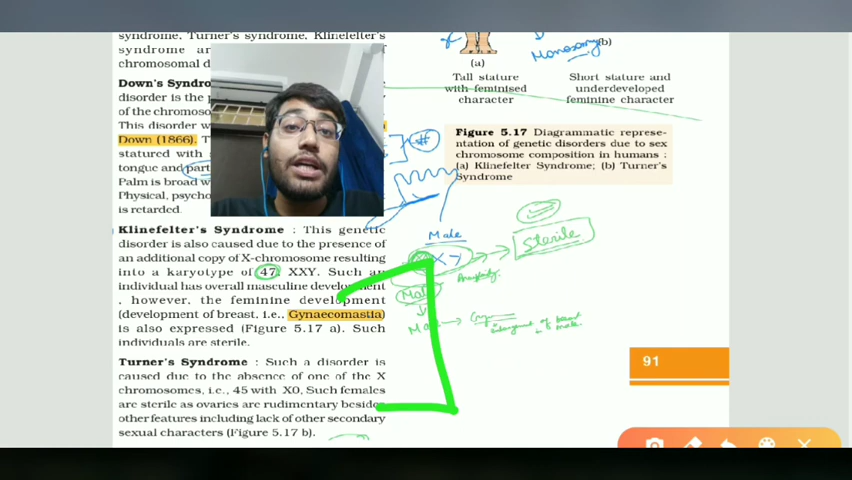 syndrome, Turner's syndrome, Klinefelter's
syndrome ar
chromosomal d
Down's Syndro
disorder is the p
of the chromoso
This disorder w
Down (1866). T
statured with s
tongue and part
Palm is broad w
Physical, psycho
is retarded.
Klinefelter's Syndrome : This genetic
disorder is also caused due to the presence of
an additional copy of X-chromosome resulting
into a karyotype of 47, XXY. Such an
individual has overall masculine development
, however, the feminine development
(development of breast, i.e., Gynaecomastia)
is also expressed (Figure 5.17 a). Such
individuals are sterile.
Turner's Syndrome : Such a disorder is
caused due to the absence of one of the X
chromosomes, i.e., 45 with X0, Such females
are sterile as ovaries are rudimentary besides
other features including lack of other secondary
sexual characters (Figure 5.17 b).
Monosomy
(a)
(b)
Tall stature
with feminised
character
Short stature and
underdeveloped
feminine character
Figure 5.17 Diagrammatic represe-
ntation of genetic disorders due to sex
chromosome composition in humans :
(a) Klinefelter Syndrome; (b) Turner's
Syndrome
Male
XY
Sterile
of breast
male
91